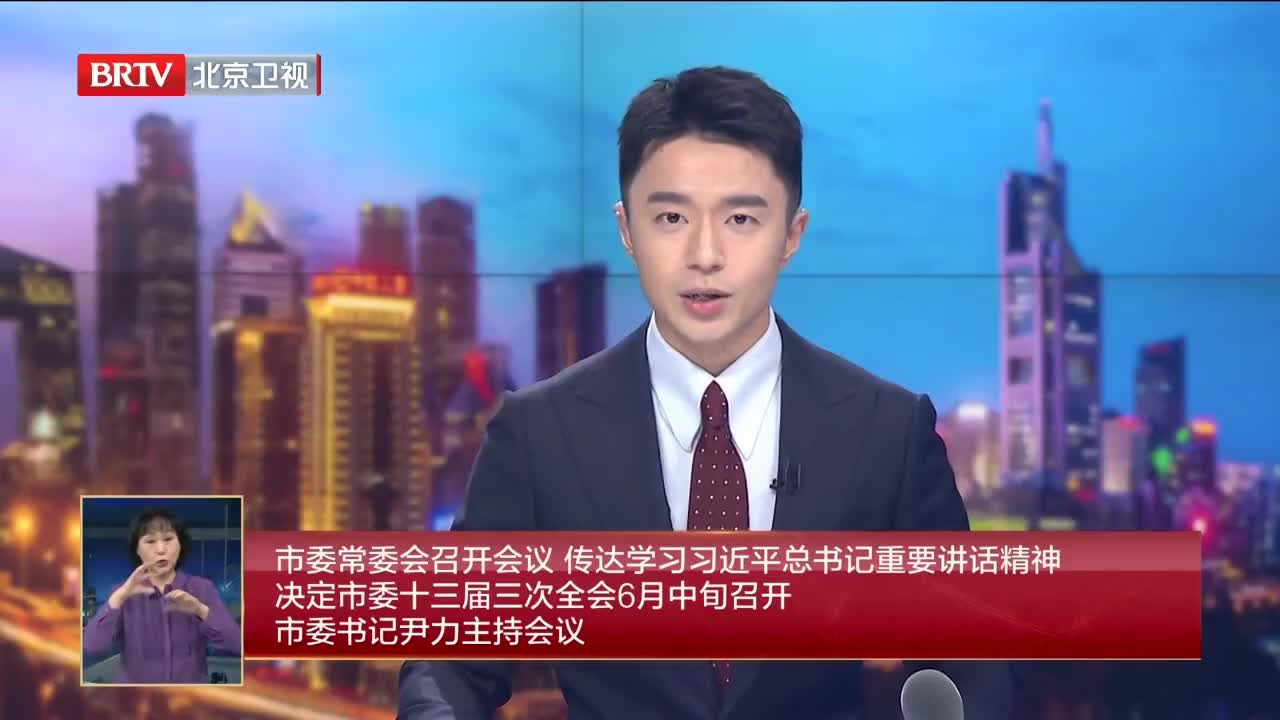 BRTV 北京卫视
市委常委会召开会议 传达学习习近平总书记重要讲话精神
决定市委十三届三次全会6月中旬召开
市委书记尹力主持会议